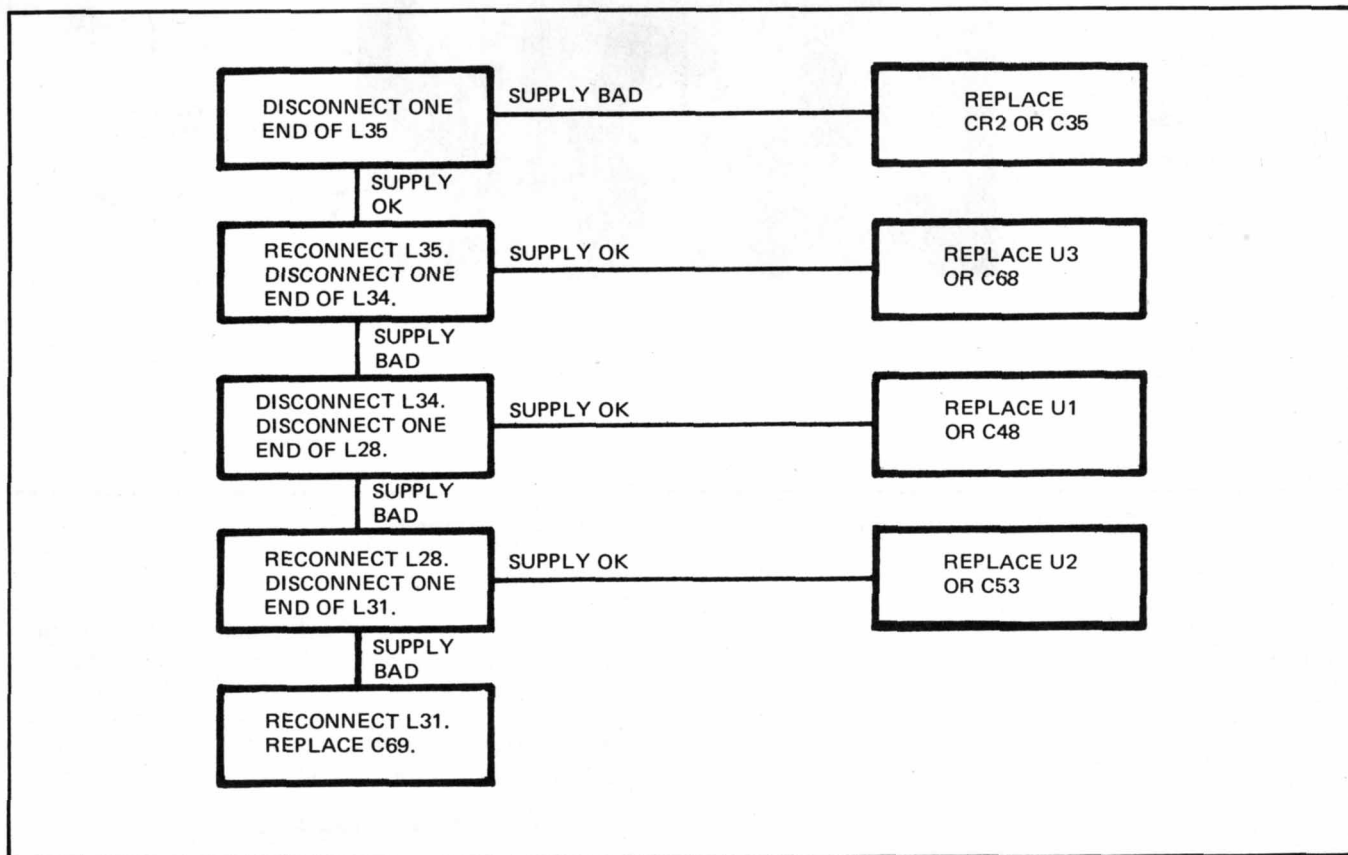 DISCONNECT ONE
END OF L35
SUPPLY BAD
REPLACE
CR2 OR C35
SUPPLY
OK
RECONNECT L35.
DISCONNECT ONE
END OF L34.
SUPPLY OK
REPLACE U3
OR C68
SUPPLY
BAD
DISCONNECT L34.
DISCONNECT ONE
END OF L28.
SUPPLY OK
REPLACE U1
OR C48
SUPPLY
BAD
RECONNECT L28.
DISCONNECT ONE
END OF L31.
SUPPLY OK
REPLACE U2
OR C53
SUPPLY
BAD
RECONNECT L31.
REPLACE C69.